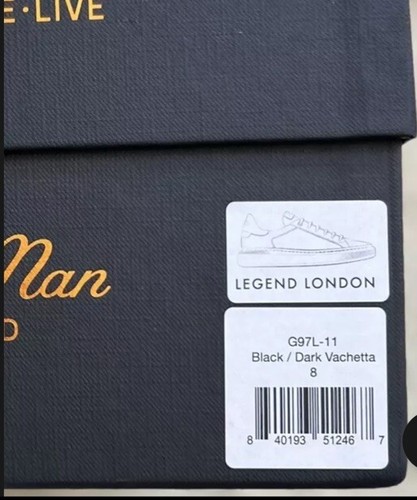 E·LIVE
Man
D
LEGEND LONDON
G97L-11
Black / Dark Vachetta
8
8 40193 51246 7